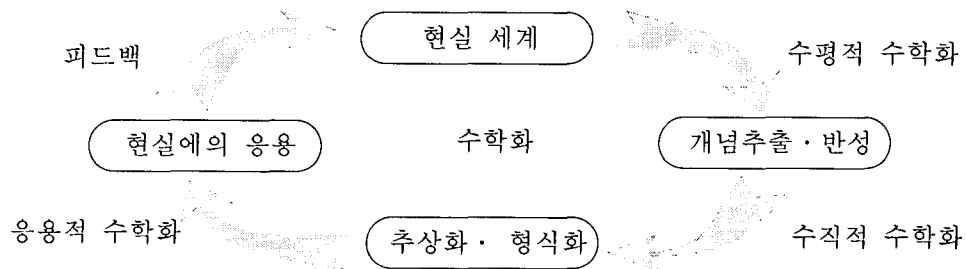 현실 세계
피드백
수평적 수학화
현실에의 응용
수학화
개념추출 · 반성
응용적 수학화
추상화 · 형식화
수직적 수학화